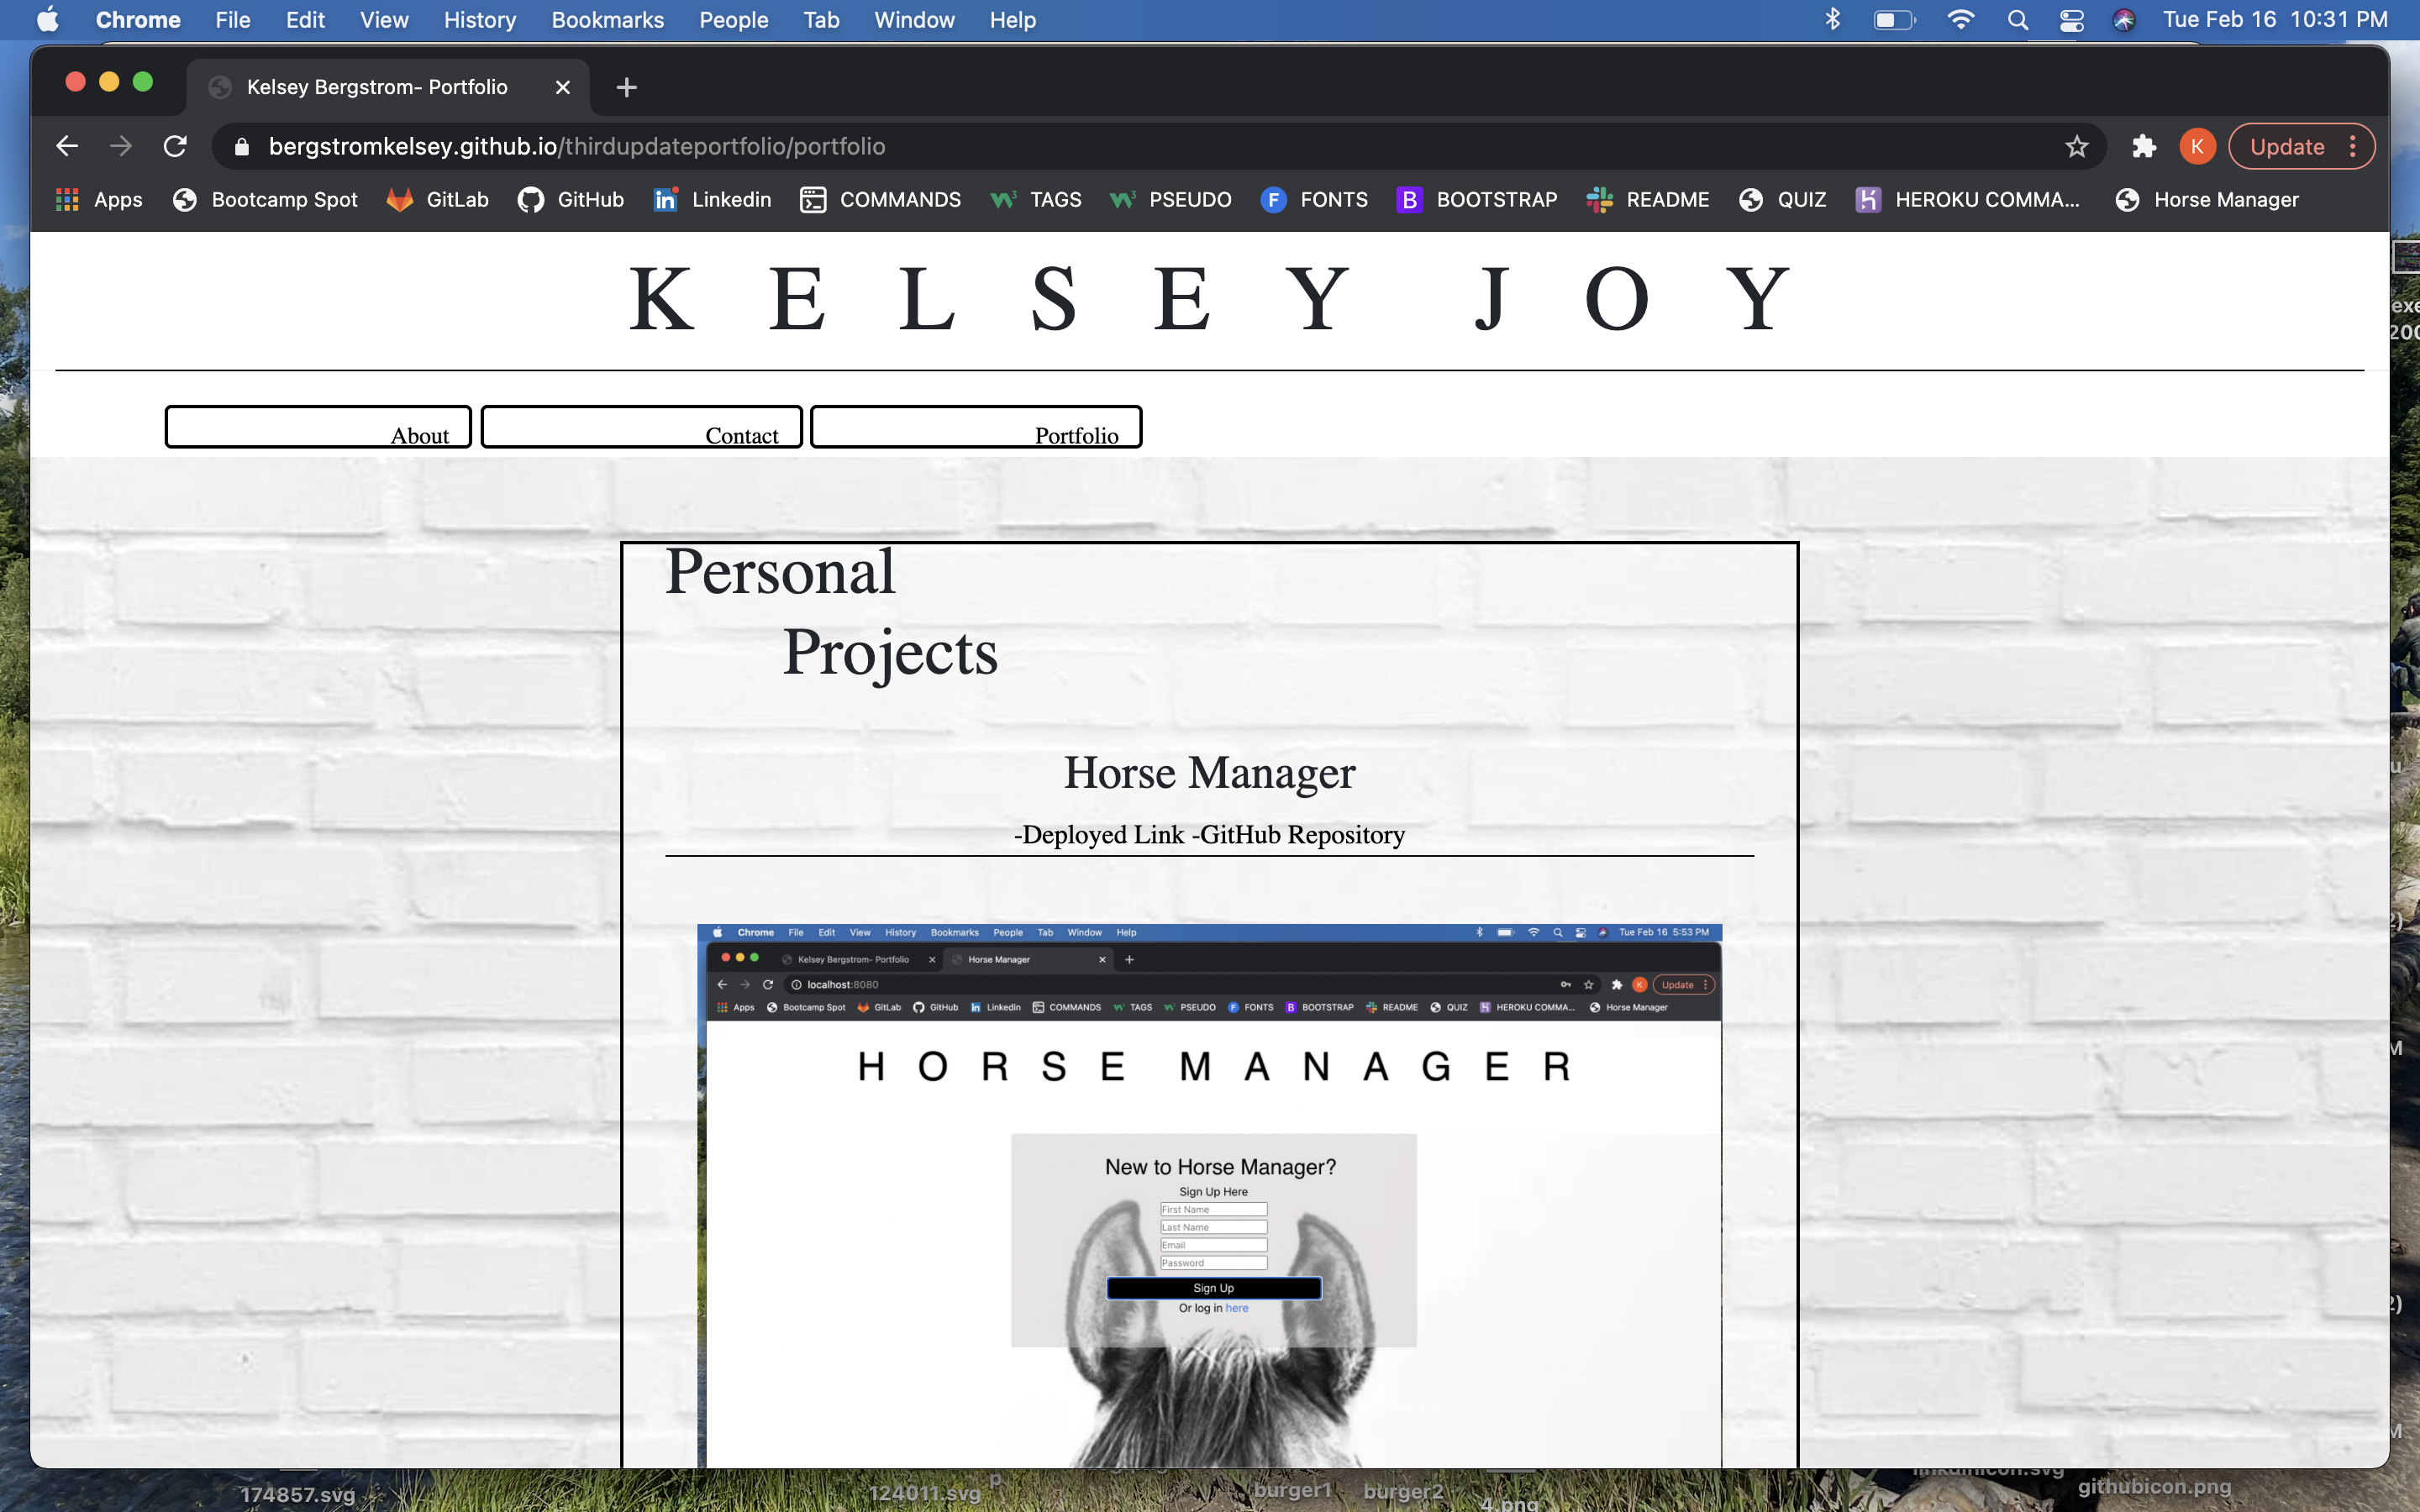 Chrome File Edit View History Bookmarks People Tab Window Help Tue Feb 16 10:31 PM
Kelsey Bergstrom- Portfolio
bergstromkelsey.github.io/thirdupdateportfolio/portfolio K Update
Apps Bootcamp Spot GitLab GitHub Linkedin COMMANDS TAGS PSEUDO FONTS BOOTSTRAP README QUIZ HEROKU COMMA... Horse Manager
KELSEY JOY
About Contact Portfolio
Personal
Projects
Horse Manager
-Deployed Link -GitHub Repository
Chrome File Edit View History Bookmarks People Tab Window Help Tue Feb 16 5:53 PM
Kelsey Bergstrom- Portfolio Horse Manager
localhost:8080 K Update
Apps Bootcamp Spot GitLab GitHub Linkedin COMMANDS TAGS PSEUDO FONTS BOOTSTRAP README QUIZ HEROKU COMMA... Horse Manager
HORSE MANAGER
New to Horse Manager?
Sign Up Here
First Name
Last Name
Email
Password
Sign Up
Or log in here
174857.svg 124011.svg burger1 burger2 4.png githubicon.png